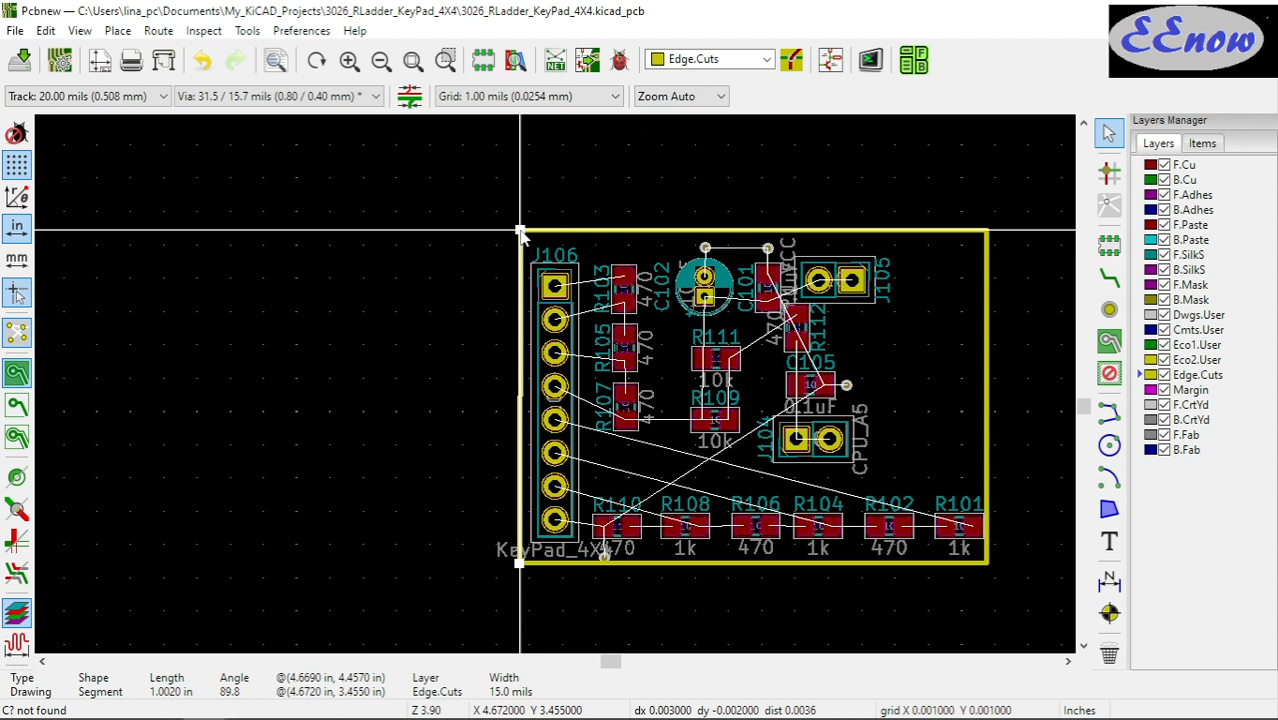 Pcbnew — C:\Users\lina_pc\Documents\My_KiCAD_Projects\3026_RLadder_KeyPad_4X4\3026_RLadder_KeyPad_4X4.kicad_pcb
File Edit View Place Route Inspect Tools Preferences Help
EEnow
NET
Edge.Cuts
Track: 20.00 mils (0.508 mm)
Via: 31.5 / 15.7 mils (0.80 / 0.40 mm) *
Grid: 1.00 mils (0.0254 mm)
Zoom Auto
Layers Manager
Layers Items
F.Cu
B.Cu
F.Adhes
B.Adhes
F.Paste
B.Paste
F.SilkS
B.SilkS
F.Mask
B.Mask
Dwgs.User
Cmts.User
Eco1.User
Eco2.User
Edge.Cuts
Margin
F.CrtYd
B.CrtYd
F.Fab
B.Fab
in
mm
J106
R103
470
C102
C101
J105
R105
470
R111
10k
R112
C105
0.1uF
R107
470
R109
10k
J104
CPU_A5
R110 R108 R106 R104 R102 R101
KeyPad_4X4
470 1k 470 1k 470 1k
Type Shape Length Angle @(4.6690 in, 4.4570 in) Layer Width
Drawing Segment 1.0020 in 89.8 @(4.6720 in, 3.4550 in) Edge.Cuts 15.0 mils
C? not found Z 3.90 X 4.672000 Y 3.455000 dx 0.003000 dy -0.002000 dist 0.0036 grid X 0.001000 Y 0.001000 Inches